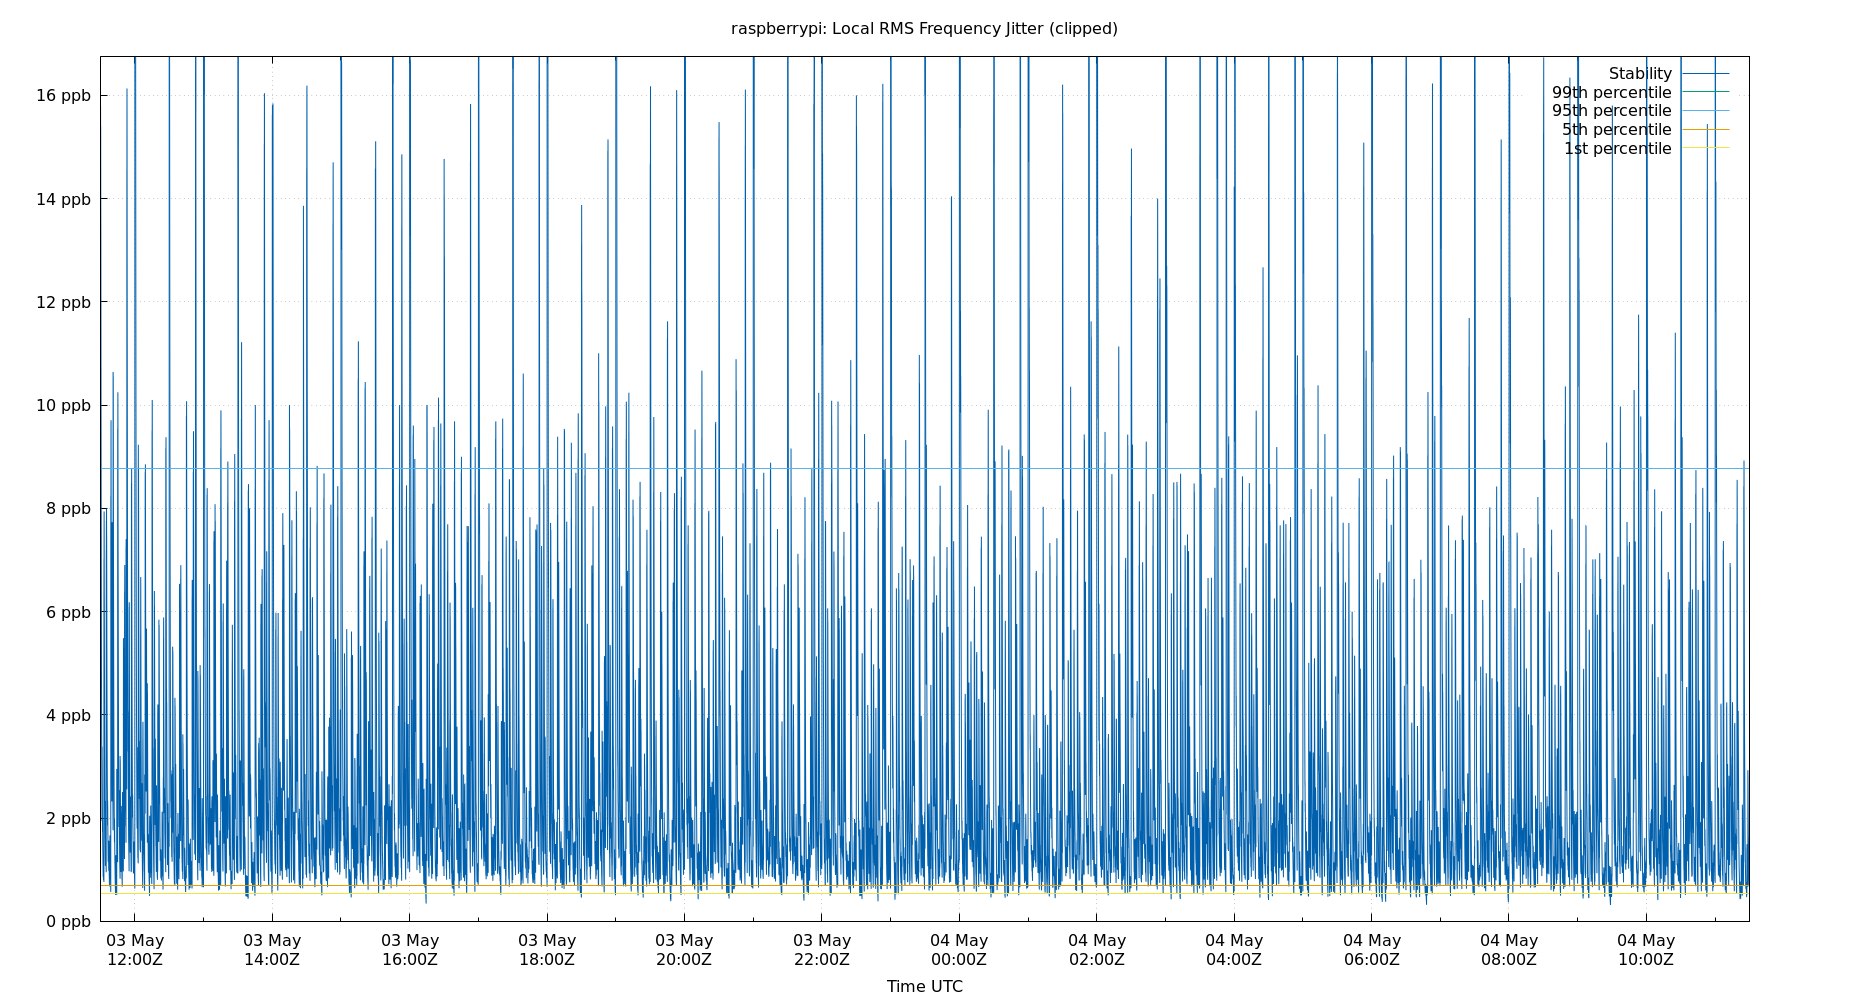 raspberrypi: Local RMS Frequency Jitter (clipped)
Stability
99th percentile
95th percentile
5th percentile
1st percentile
16 ppb
14 ppb
12 ppb
10 ppb
8 ppb
6 ppb
4 ppb
2 ppb
0 ppb
03 May 03 May 03 May 03 May 03 May 03 May 04 May 04 May 04 May 04 May 04 May 04 May
12:00Z 14:00Z 16:00Z 18:00Z 20:00Z 22:00Z 00:00Z 02:00Z 04:00Z 06:00Z 08:00Z 10:00Z
Time UTC